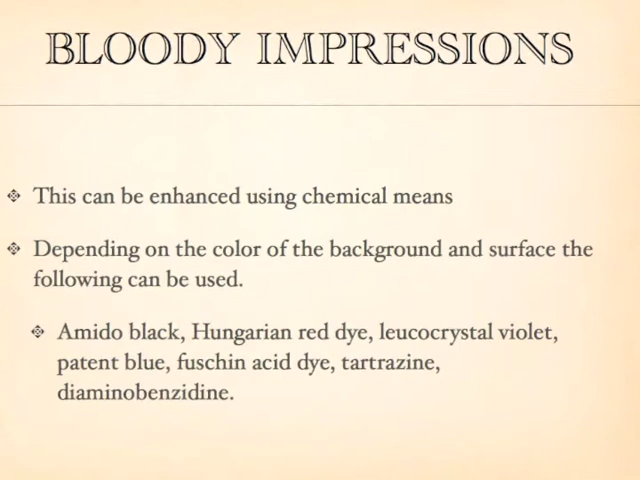 BLOODY IMPRESSIONS
This can be enhanced using chemical means
Depending on the color of the background and surface the
following can be used.
Amido black, Hungarian red dye, leucocrystal violet,
patent blue, fuschin acid dye, tartrazine,
diaminobenzidine.